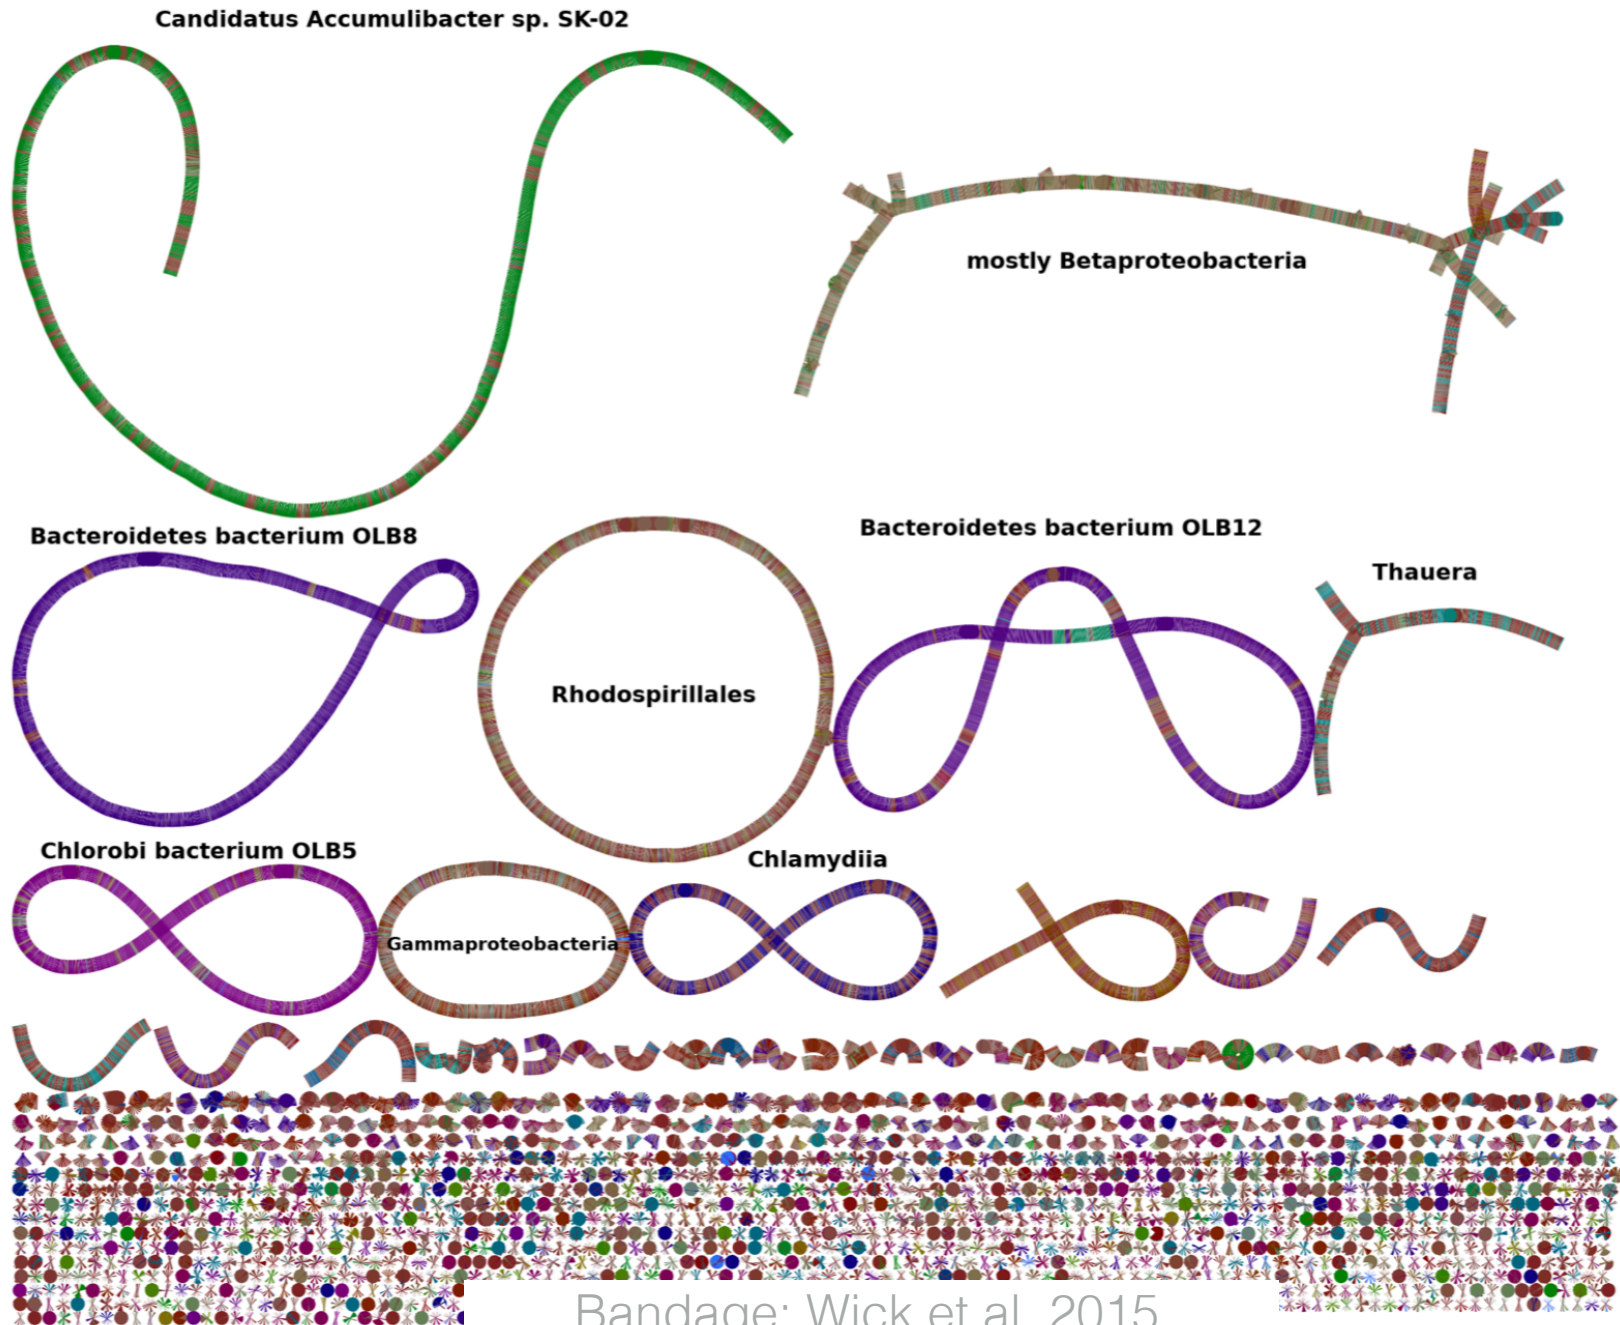 Candidatus Accumulibacter sp. SK-02
mostly Betaproteobacteria
Bacteroidetes bacterium OLB8
Bacteroidetes bacterium OLB12
Thauera
Rhodospirillales
Chlorobi bacterium OLB5
Chlamydiia
Gammaproteobacteria
Bandage: Wick et al. 2015